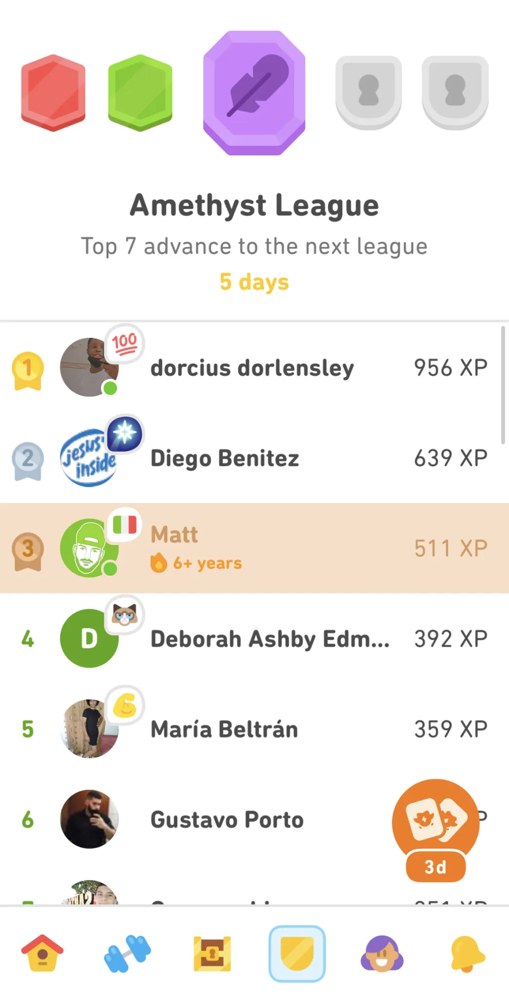 Amethyst League
Top 7 advance to the next league
5 days
1
100
dorcius dorlensley
956 XP
2
jesus inside
Diego Benitez
639 XP
3
Matt
6+ years
511 XP
4
D
Deborah Ashby Edm...
392 XP
5
María Beltrán
359 XP
6
Gustavo Porto
P
3d